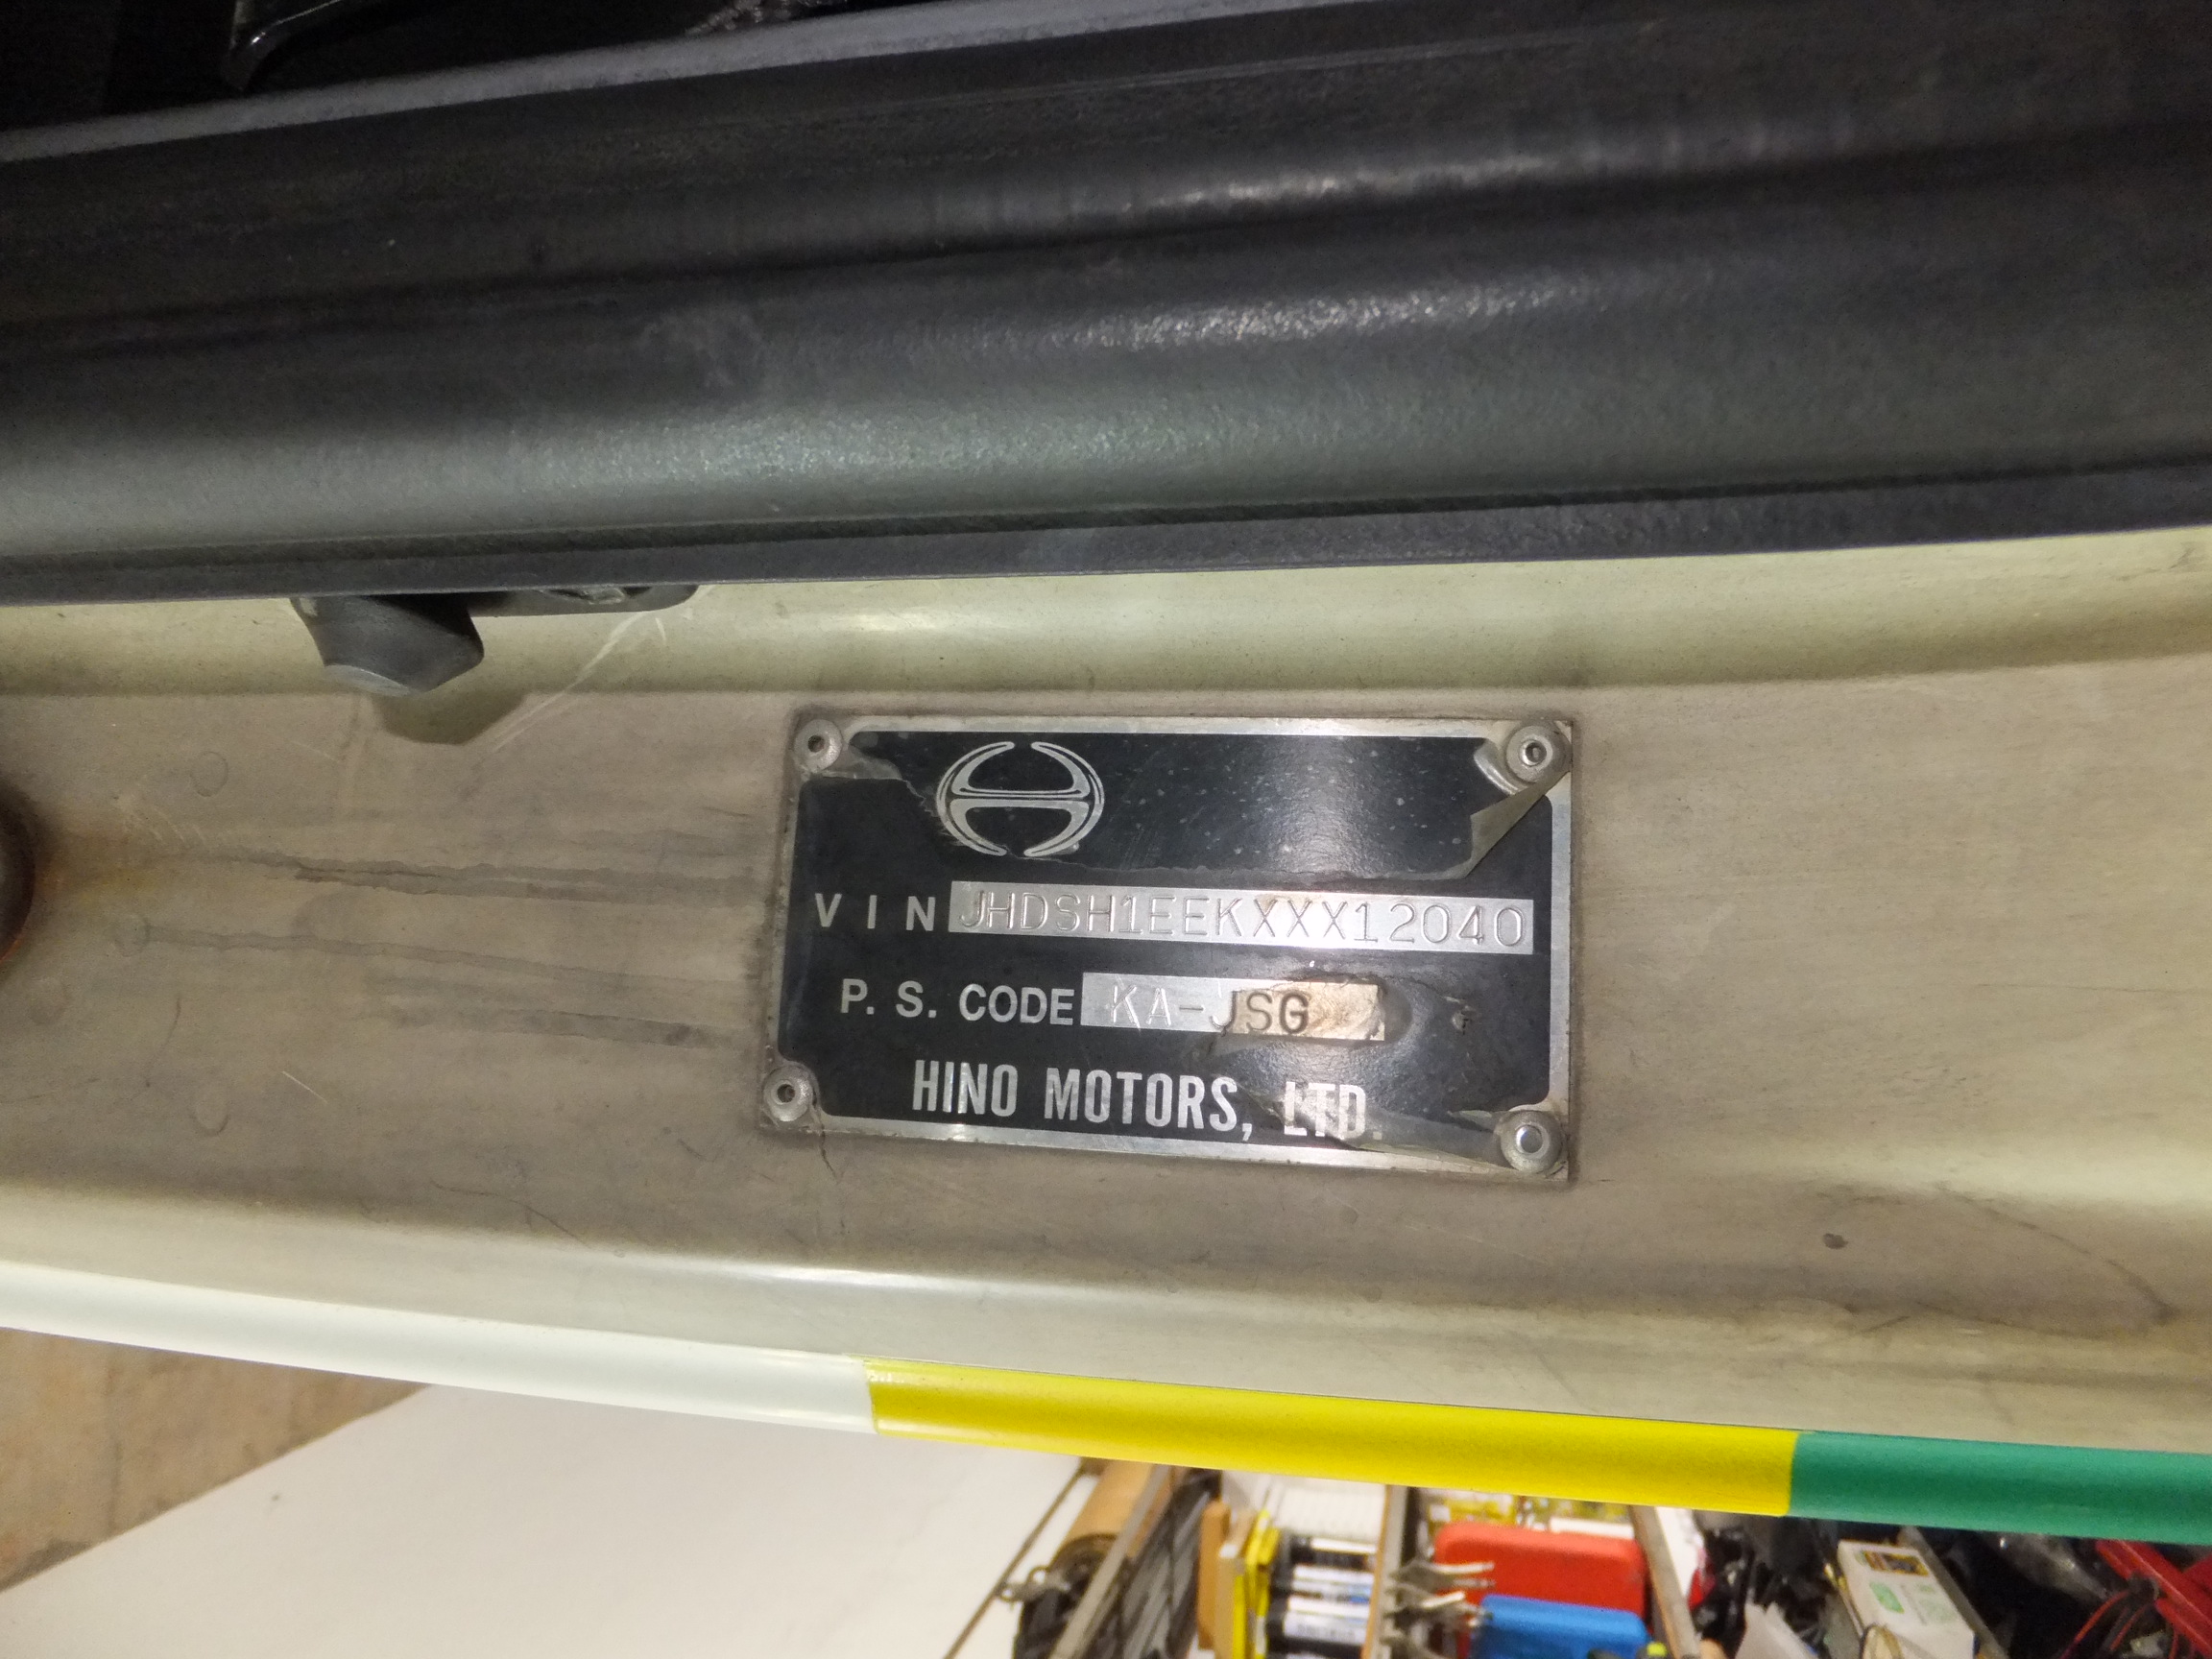 VIN JHDSH1EEKXXX12040
P. S. CODE KA-JSG
HINO MOTORS, LTD.